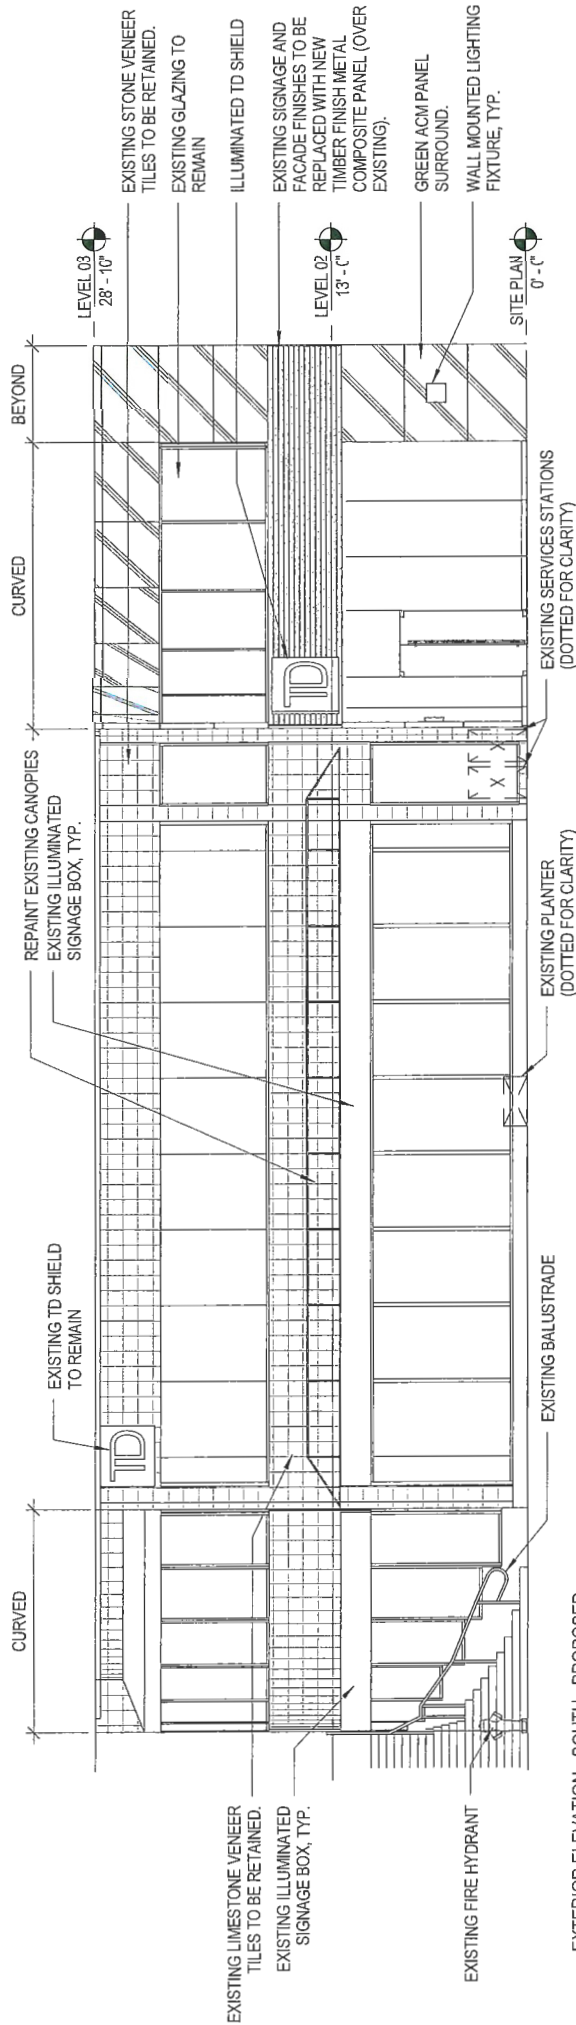 CURVED
CURVED
BEYOND
EXISTING TD SHIELD
TO REMAIN
REPAINT EXISTING CANOPIES
EXISTING ILLUMINATED
SIGNAGE BOX, TYP.
LEVEL 03
28' - 10"
LEVEL 02
13' - 0"
SITE PLAN
0' - 0"
EXISTING STONE VENEER
TILES TO BE RETAINED.
EXISTING GLAZING TO
REMAIN
ILLUMINATED TD SHIELD
EXISTING SIGNAGE AND
FACADE FINISHES TO BE
REPLACED WITH NEW
TIMBER FINISH METAL
COMPOSITE PANEL (OVER
EXISTING).
GREEN ACM PANEL
SURROUND.
WALL MOUNTED LIGHTING
FIXTURE, TYP.
TD
TD
EXISTING LIMESTONE VENEER
TILES TO BE RETAINED.
EXISTING ILLUMINATED
SIGNAGE BOX, TYP.
EXISTING FIRE HYDRANT
EXISTING BALUSTRADE
EXISTING PLANTER
(DOTTED FOR CLARITY)
EXISTING SERVICES STATIONS
(DOTTED FOR CLARITY)